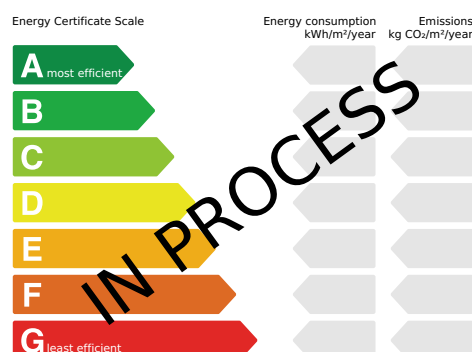 Energy Certificate Scale
Energy consumption
kWh/m²/year
Emissions
kg CO₂/m²/year
A most efficient
B
C
D
E
F
G least efficient
IN PROCESS